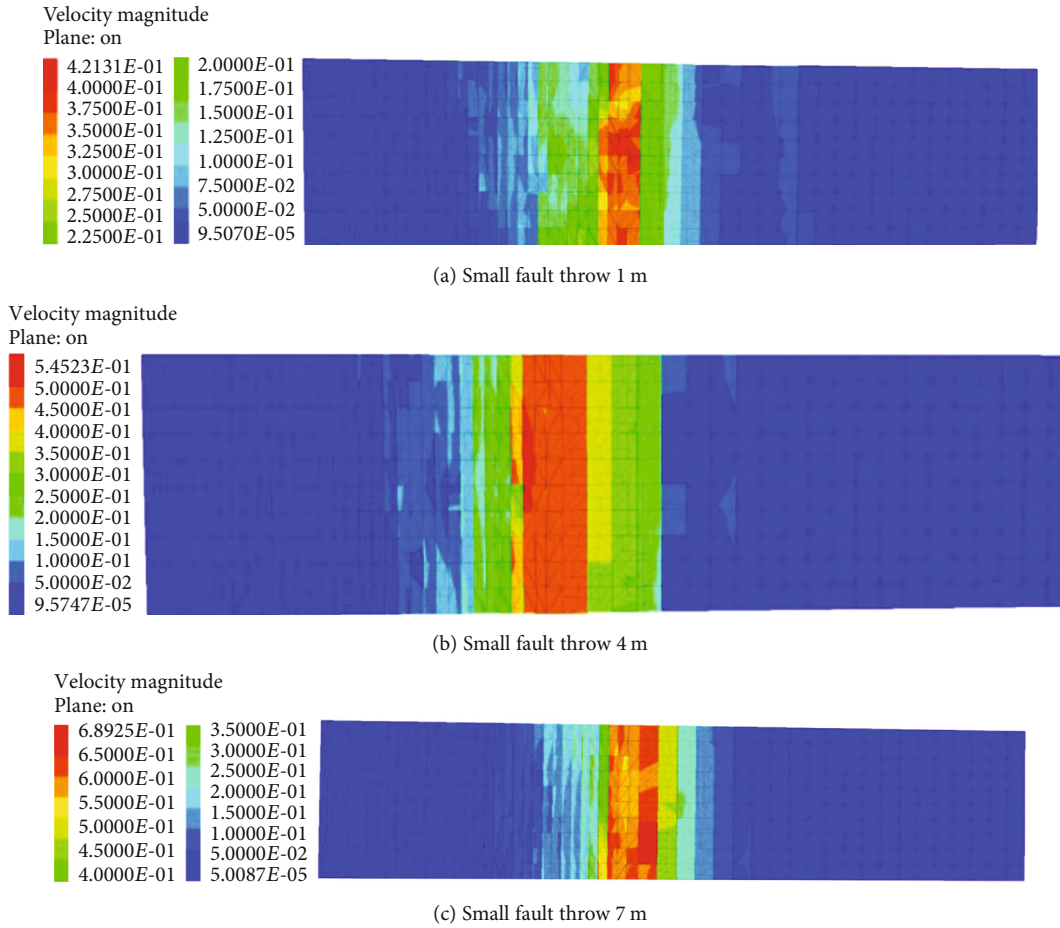 Velocity magnitude
Plane: on
4.2131E-01
4.0000E-01
3.7500E-01
3.5000E-01
3.2500E-01
3.0000E-01
2.7500E-01
2.5000E-01
2.2500E-01
2.0000E-01
1.7500E-01
1.5000E-01
1.2500E-01
1.0000E-01
7.5000E-02
5.0000E-02
9.5070E-05
(a) Small fault throw 1 m
Velocity magnitude
Plane: on
5.4523E-01
5.0000E-01
4.5000E-01
4.0000E-01
3.5000E-01
3.0000E-01
2.5000E-01
2.0000E-01
1.5000E-01
1.0000E-01
5.0000E-02
9.5747E-05
(b) Small fault throw 4 m
Velocity magnitude
Plane: on
6.8925E-01
6.5000E-01
6.0000E-01
5.5000E-01
5.0000E-01
4.5000E-01
4.0000E-01
3.5000E-01
3.0000E-01
2.5000E-01
2.0000E-01
1.5000E-01
1.0000E-01
5.0000E-02
5.0087E-05
(c) Small fault throw 7 m